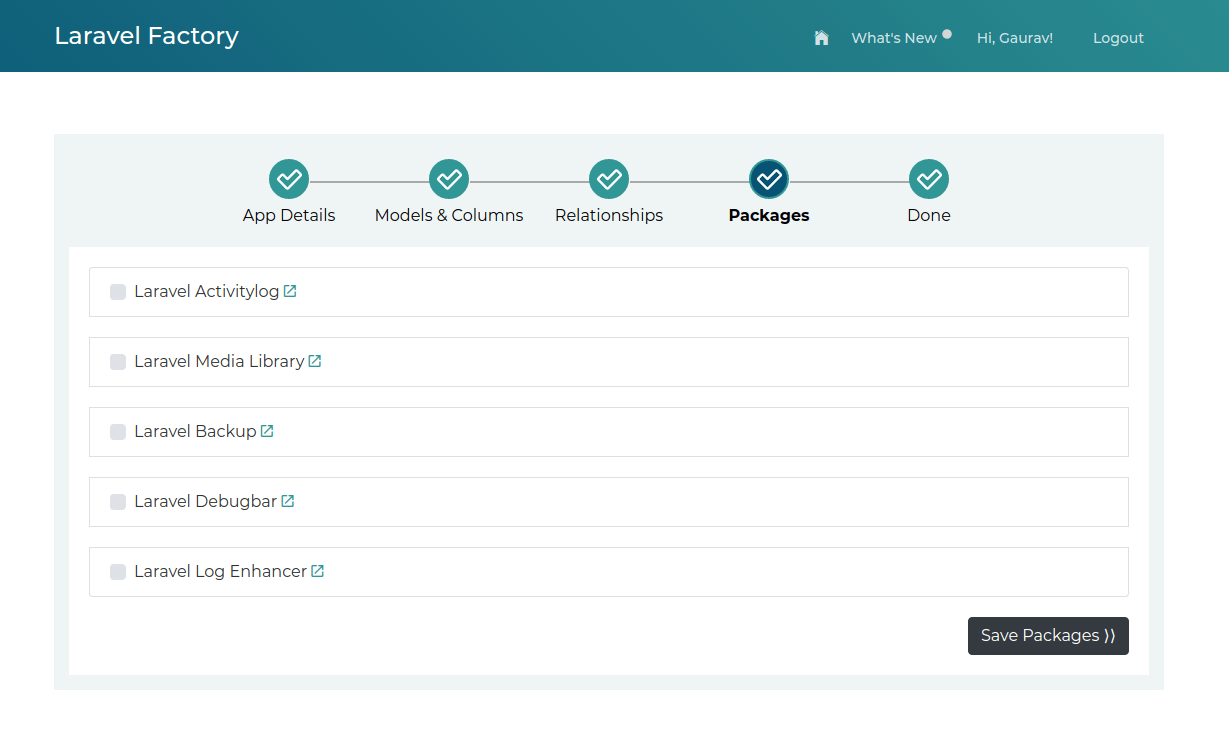 Laravel Factory
What's New
Hi, Gaurav!
Logout
App Details
Models & Columns
Relationships
Packages
Done
Laravel Activitylog
Laravel Media Library
Laravel Backup
Laravel Debugbar
Laravel Log Enhancer
Save Packages ⟩⟩